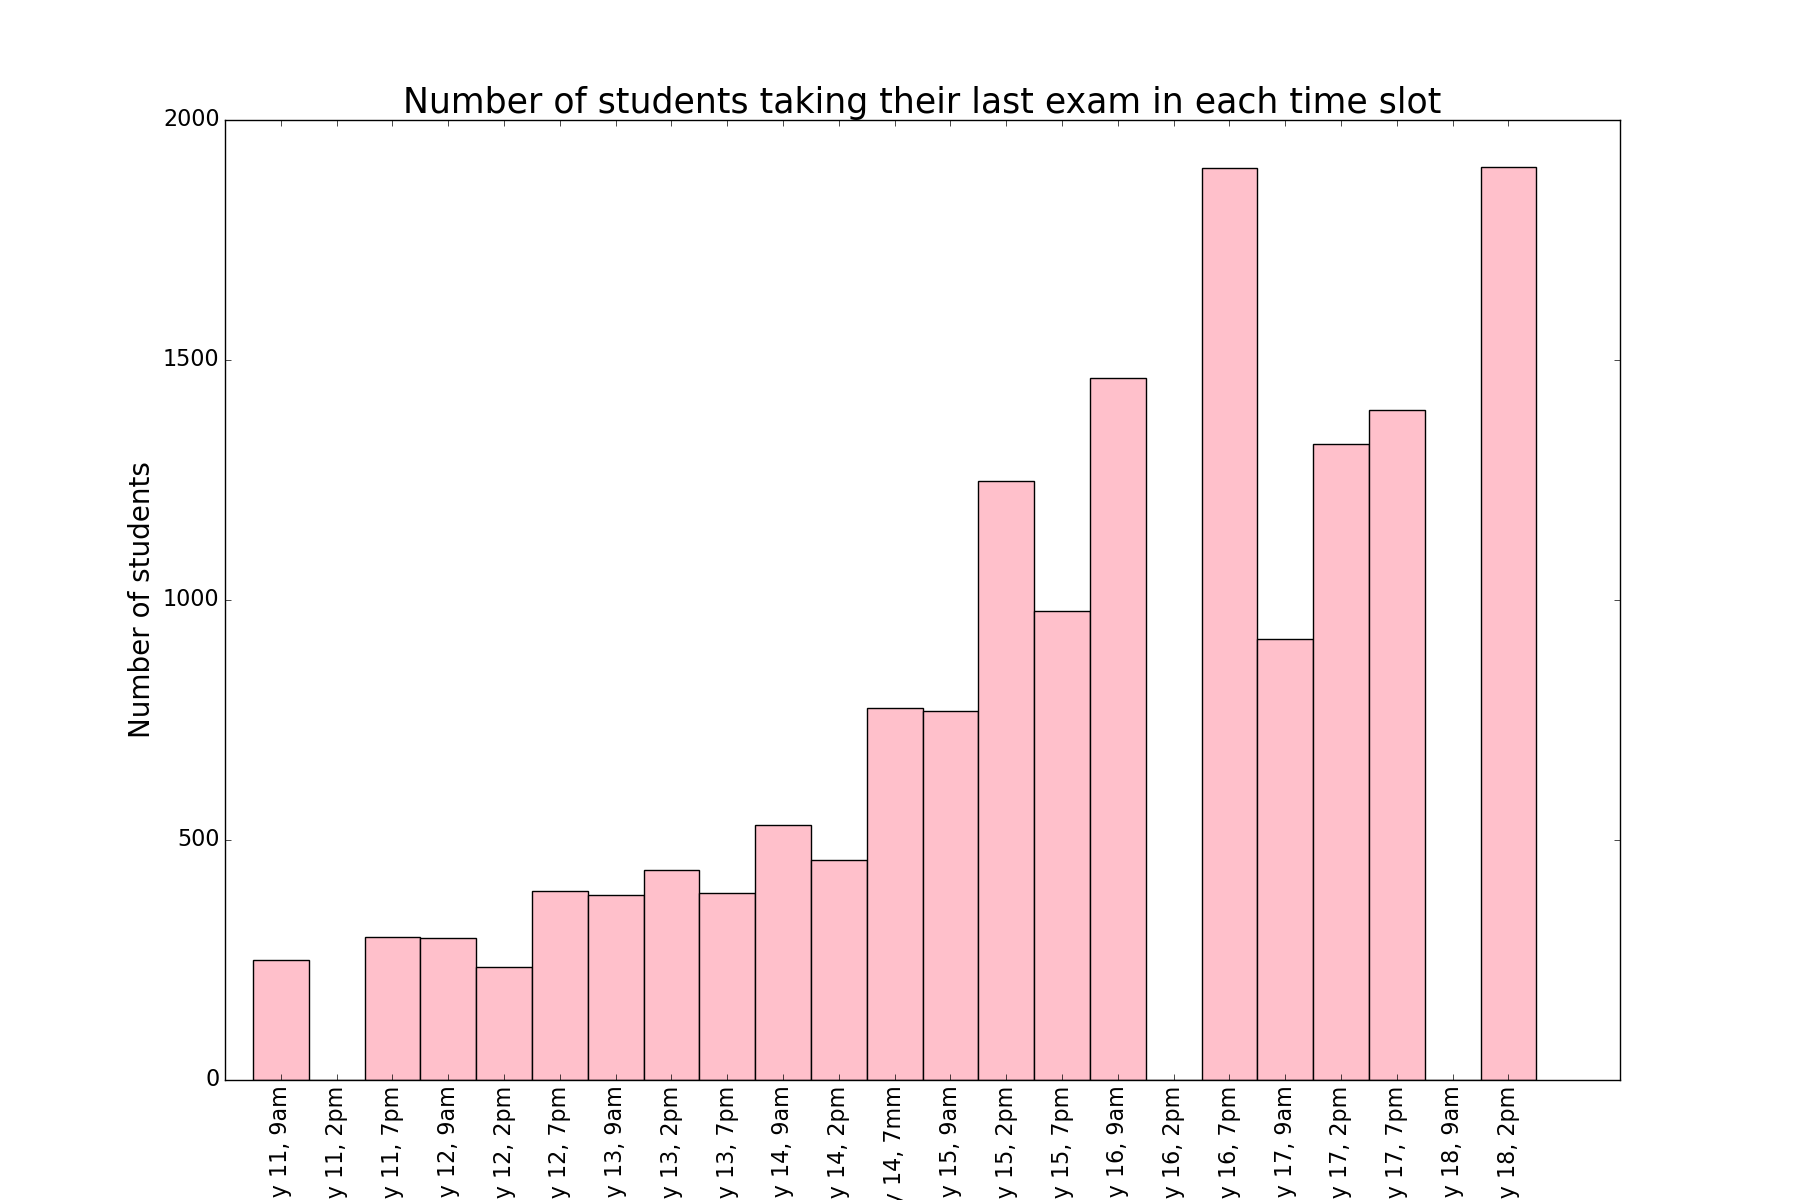 Number of students taking their last exam in each time slot
Number of students
2000
1500
1000
500
0
y 11, 9am
y 11, 2pm
y 11, 7pm
y 12, 9am
y 12, 2pm
y 12, 7pm
y 13, 9am
y 13, 2pm
y 13, 7pm
y 14, 9am
y 14, 2pm
y 14, 7mm
y 15, 9am
y 15, 2pm
y 15, 7pm
y 16, 9am
y 16, 2pm
y 16, 7pm
y 17, 9am
y 17, 2pm
y 17, 7pm
y 18, 9am
y 18, 2pm